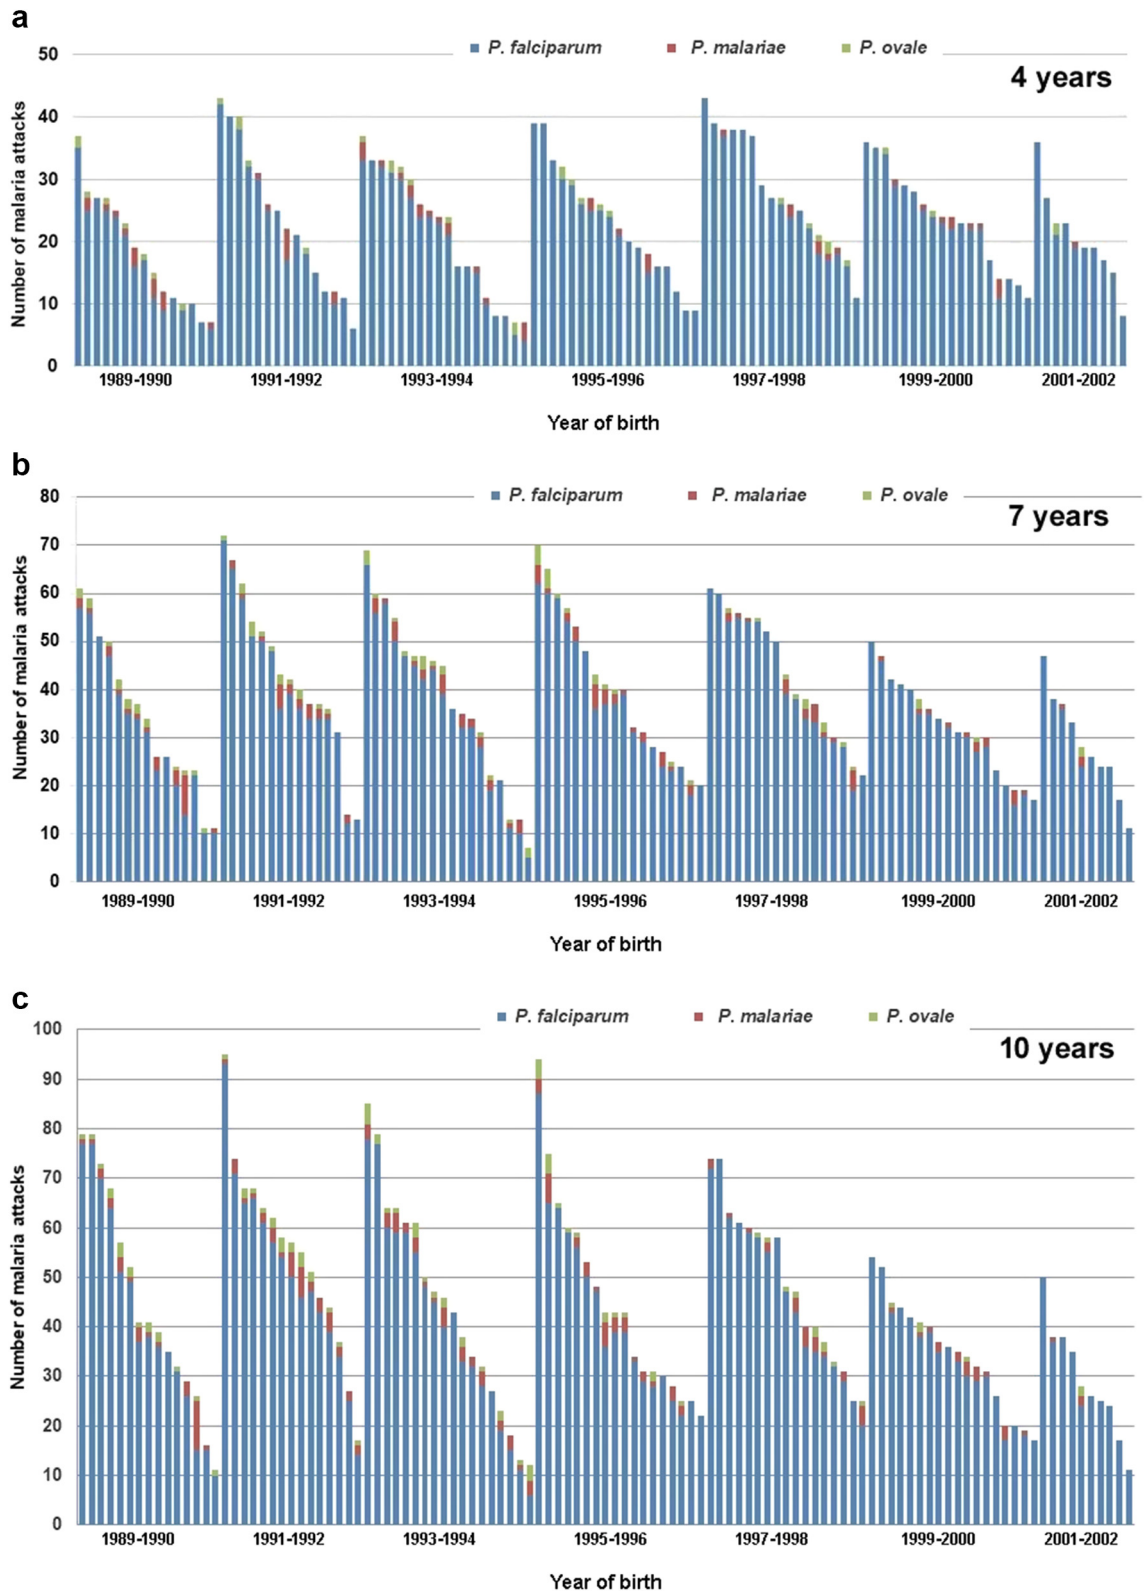 a
P. falciparum P. malariae P. ovale
4 years
Number of malaria attacks
50
40
30
20
10
0
1989-1990 1991-1992 1993-1994 1995-1996 1997-1998 1999-2000 2001-2002
Year of birth
b
P. falciparum P. malariae P. ovale
7 years
Number of malaria attacks
80
70
60
50
40
30
20
10
0
1989-1990 1991-1992 1993-1994 1995-1996 1997-1998 1999-2000 2001-2002
Year of birth
c
P. falciparum P. malariae P. ovale
10 years
Number of malaria attacks
100
90
80
70
60
50
40
30
20
10
0
1989-1990 1991-1992 1993-1994 1995-1996 1997-1998 1999-2000 2001-2002
Year of birth